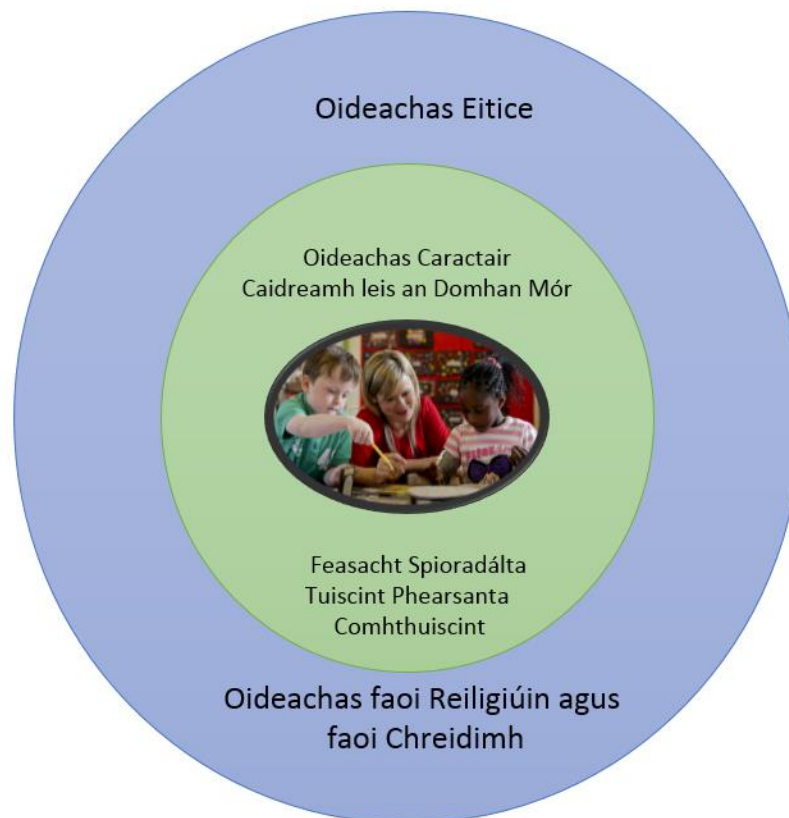 Oideachas Eitice
Oideachas Caractair
Caidreamh leis an Domhan Mór
Feasacht Spioradálta
Tuiscint Phearsanta
Comhthuiscint
Oideachas faoi Reiligiúin agus
faoi Chreidimh